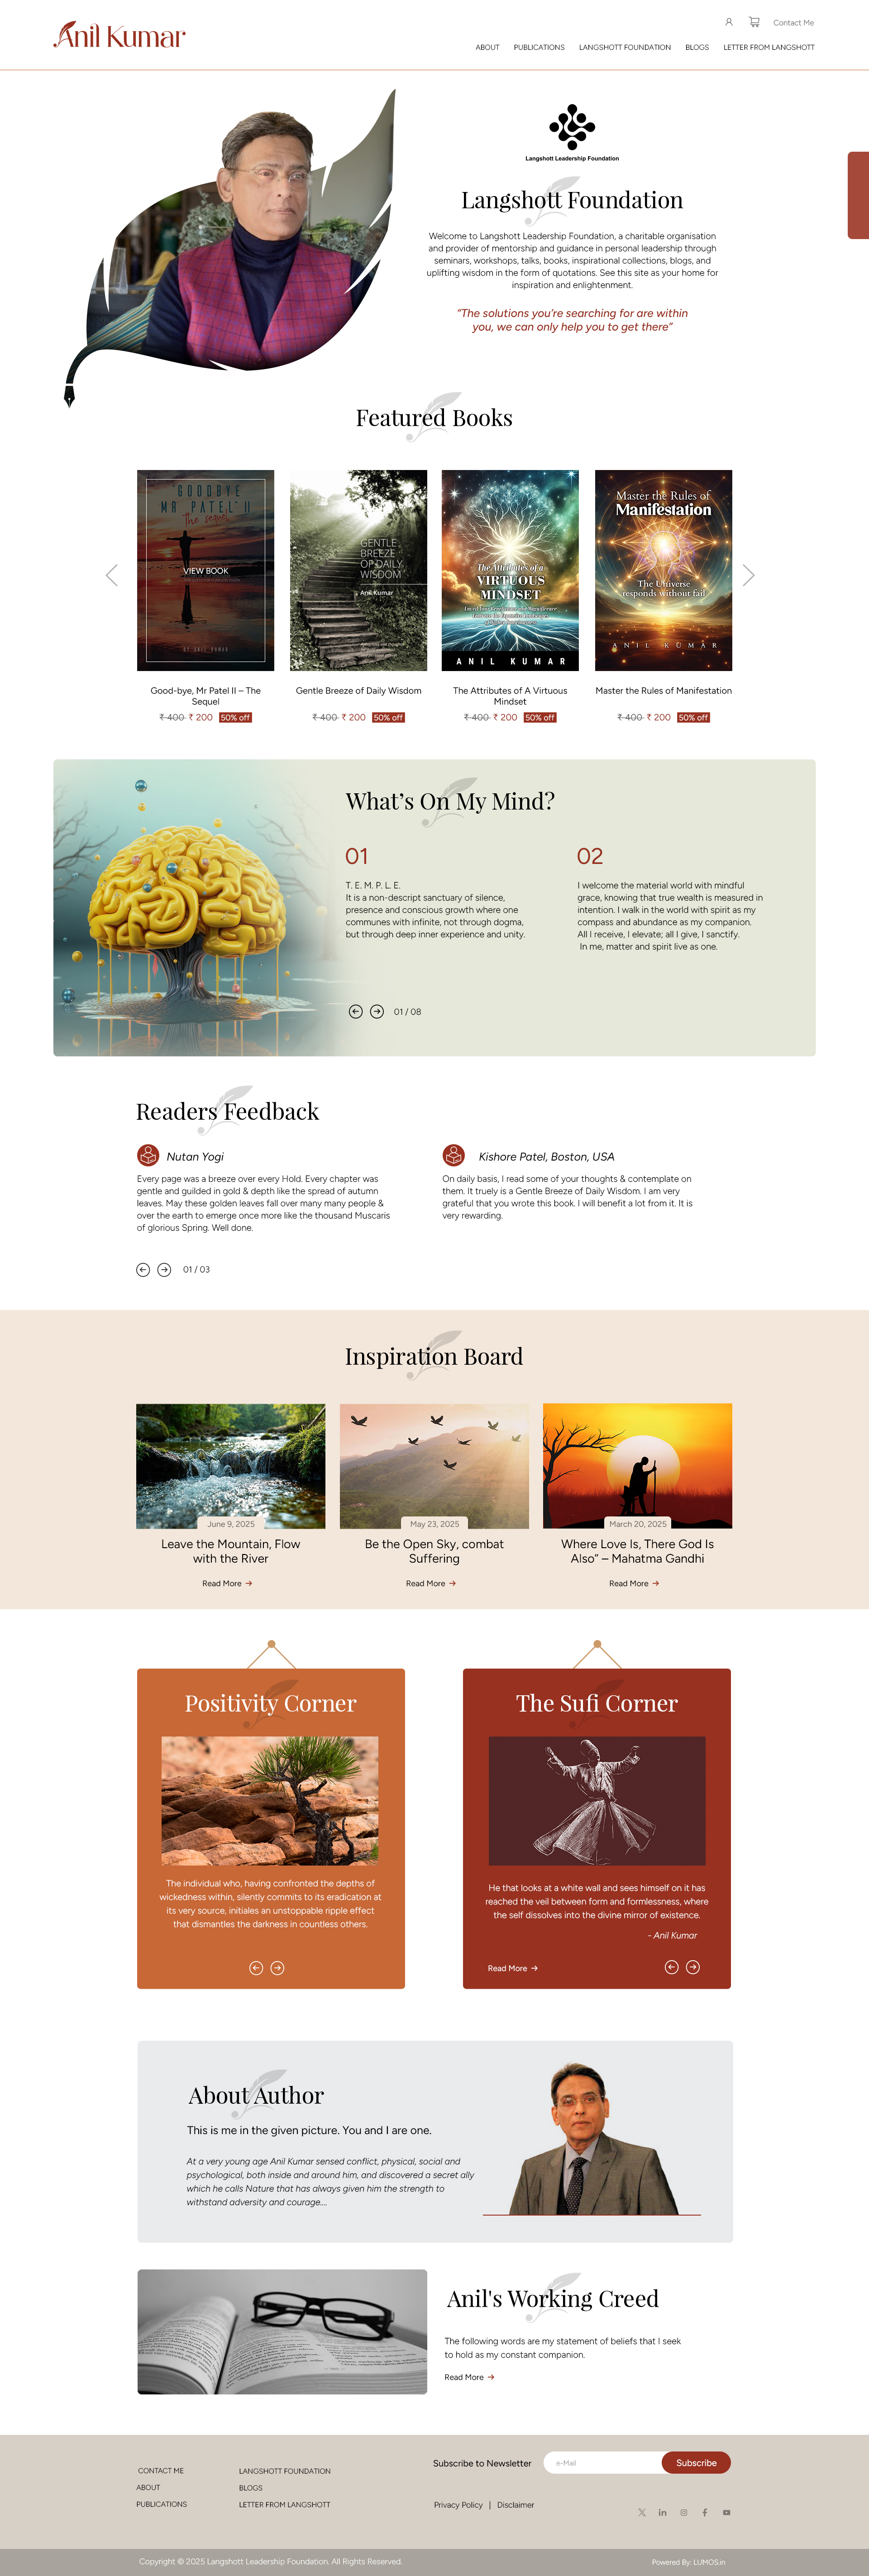 Anil Kumar
Contact Me
ABOUT PUBLICATIONS LANGSHOTT FOUNDATION BLOGS LETTER FROM LANGSHOTT
Langshott Leadership Foundation
Langshott Foundation
Welcome to Langshott Leadership Foundation, a charitable organisation
and provider of mentorship and guidance in personal leadership through
seminars, workshops, talks, books, inspirational collections, blogs, and
uplifting wisdom in the form of quotations. See this site as your home for
inspiration and enlightenment.
“The solutions you’re searching for are within
you, we can only help you to get there”
Featured Books
GOODBYE
MR PATEL II
The sequel
VIEW BOOK
BY ANIL KUMAR
GENTLE
BREEZE
OF DAILY
WISDOM
Anil Kumar
The Attributes of a
VIRTUOUS
MINDSET
ANIL KUMAR
Master the Rules of
Manifestation
The Universe
responds without fail
ANIL KUMAR
Good-bye, Mr Patel II – The
Sequel
₹ 400 ₹ 200 50% off
Gentle Breeze of Daily Wisdom
₹ 400 ₹ 200 50% off
The Attributes of A Virtuous
Mindset
₹ 400 ₹ 200 50% off
Master the Rules of Manifestation
₹ 400 ₹ 200 50% off
What’s On My Mind?
01
T. E. M. P. L. E.
It is a non-descript sanctuary of silence,
presence and conscious growth where one
communes with infinite, not through dogma,
but through deep inner experience and unity.
02
I welcome the material world with mindful
grace, knowing that true wealth is measured in
intention. I walk in the world with spirit as my
compass and abundance as my companion.
All I receive, I elevate; all I give, I sanctify.
In me, matter and spirit live as one.
01 / 08
Readers Feedback
Nutan Yogi
Every page was a breeze over every Hold. Every chapter was
gentle and guilded in gold & depth like the spread of autumn
leaves. May these golden leaves fall over many many people &
over the earth to emerge once more like the thousand Muscaris
of glorious Spring. Well done.
Kishore Patel, Boston, USA
On daily basis, I read some of your thoughts & contemplate on
them. It truely is a Gentle Breeze of Daily Wisdom. I am very
grateful that you wrote this book. I will benefit a lot from it. It is
very rewarding.
01 / 03
Inspiration Board
June 9, 2025
Leave the Mountain, Flow
with the River
Read More
May 23, 2025
Be the Open Sky, combat
Suffering
Read More
March 20, 2025
Where Love Is, There God Is
Also” – Mahatma Gandhi
Read More
Positivity Corner
The individual who, having confronted the depths of
wickedness within, silently commits to its eradication at
its very source, initiales an unstoppable ripple effect
that dismantles the darkness in countless others.
The Sufi Corner
He that looks at a white wall and sees himself on it has
reached the veil between form and formlessness, where
the self dissolves into the divine mirror of existence.
- Anil Kumar
Read More
About Author
This is me in the given picture. You and I are one.
At a very young age Anil Kumar sensed conflict, physical, social and
psychological, both inside and around him, and discovered a secret ally
which he calls Nature that has always given him the strength to
withstand adversity and courage....
Anil's Working Creed
The following words are my statement of beliefs that I seek
to hold as my constant companion.
Read More
CONTACT ME
ABOUT
PUBLICATIONS
LANGSHOTT FOUNDATION
BLOGS
LETTER FROM LANGSHOTT
Subscribe to Newsletter
e-Mail
Subscribe
Privacy Policy | Disclaimer
Copyright © 2025 Langshott Leadership Foundation. All Rights Reserved.
Powered By: LUMOS.in